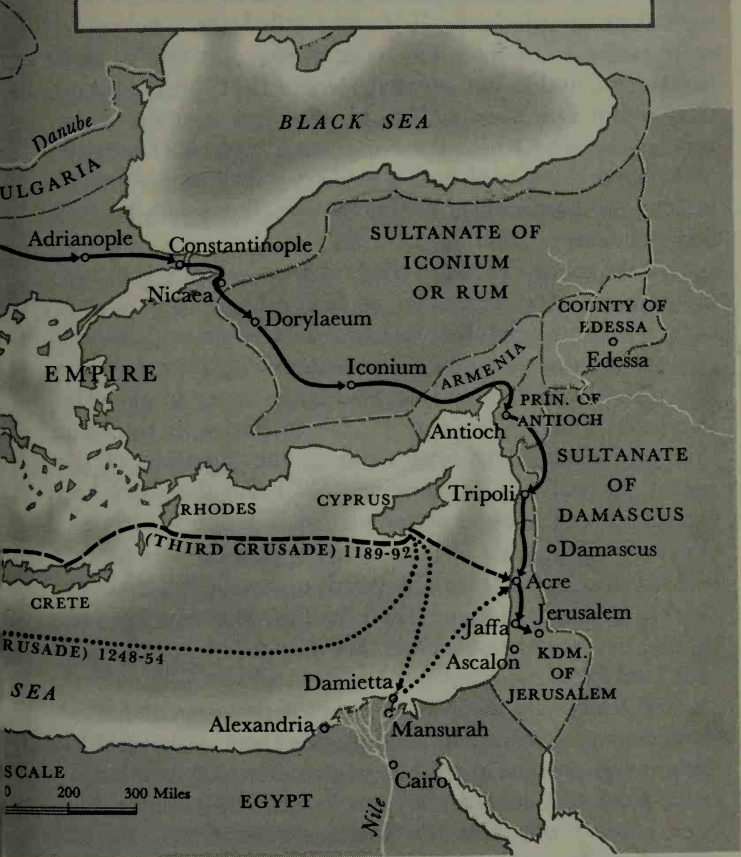 BLACK SEA
Danube
ULGARIA
Adrianople
Constantinople
SULTANATE OF
ICONIUM
OR RUM
Nicaea
Dorylaeum
COUNTY OF
EDESSA
Edessa
EMPIRE
Iconium
ARMENIA
PRIN. OF
ANTIOCH
Antioch
SULTANATE
OF
DAMASCUS
Tripoli
RHODES
CYPRUS
(THIRD CRUSADE) 1189-92
Damascus
CRETE
Acre
Jaffa
Jerusalem
RUSADE) 1248-54
Ascalon
KDM.
OF
JERUSALEM
SEA
Damietta
Alexandria
Mansurah
SCALE
0 200 300 Miles
Cairo
EGYPT
Nile